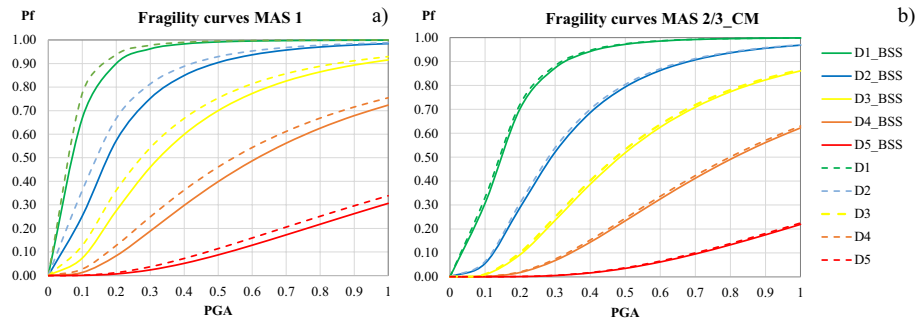 Pf
Fragility curves MAS 1
a)
1.00
0.90
0.80
0.70
0.60
0.50
0.40
0.30
0.20
0.10
0.00
0 0.1 0.2 0.3 0.4 0.5 0.6 0.7 0.8 0.9 1
PGA
Pf
Fragility curves MAS 2/3_CM
b)
1.00
0.90
0.80
0.70
0.60
0.50
0.40
0.30
0.20
0.10
0.00
0 0.1 0.2 0.3 0.4 0.5 0.6 0.7 0.8 0.9 1
PGA
D1_BSS
D2_BSS
D3_BSS
D4_BSS
D5_BSS
D1
D2
D3
D4
D5